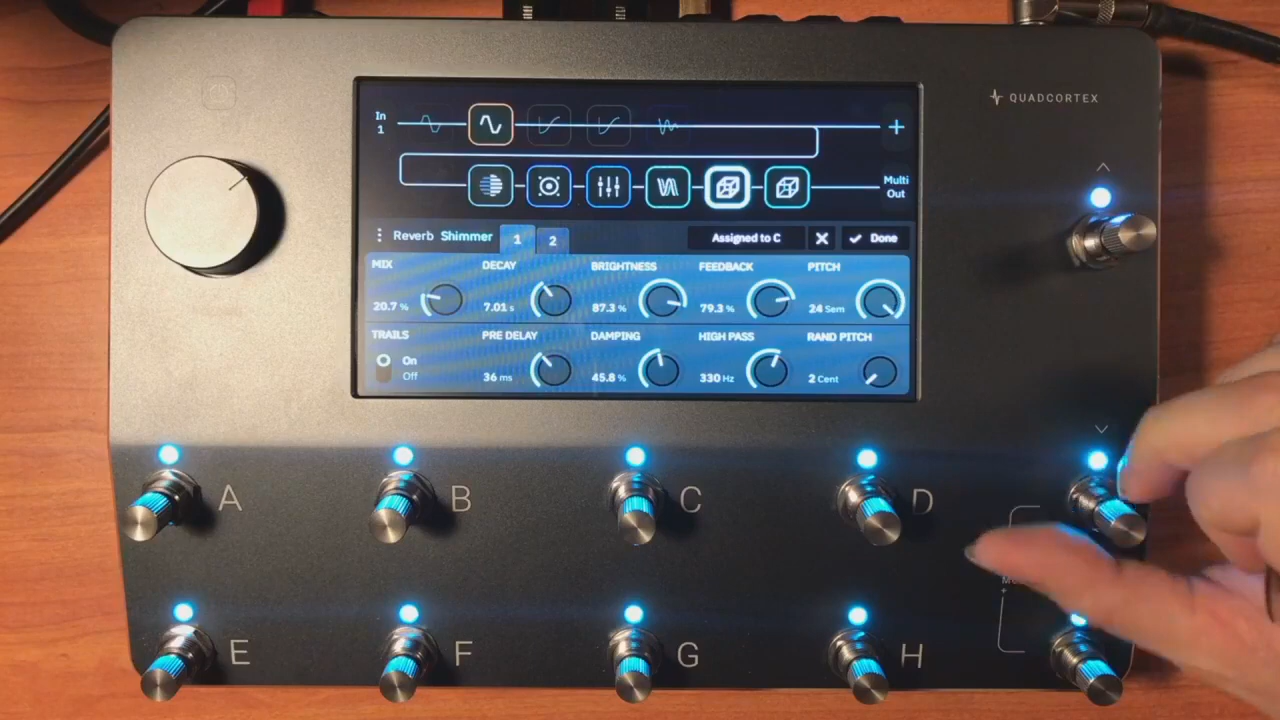 QUADCORTEX
In
1
+
Multi
Out
Reverb Shimmer 1 2 Assigned to C X Done
MIX DECAY BRIGHTNESS FEEDBACK PITCH
20.7 % 7.01 s 87.3 % 79.3 % 24 Sem
TRAILS PRE DELAY DAMPING HIGH PASS RAND PITCH
On
Off
36 ms 45.8 % 330 Hz 2 Cent
A B C D
E F G H